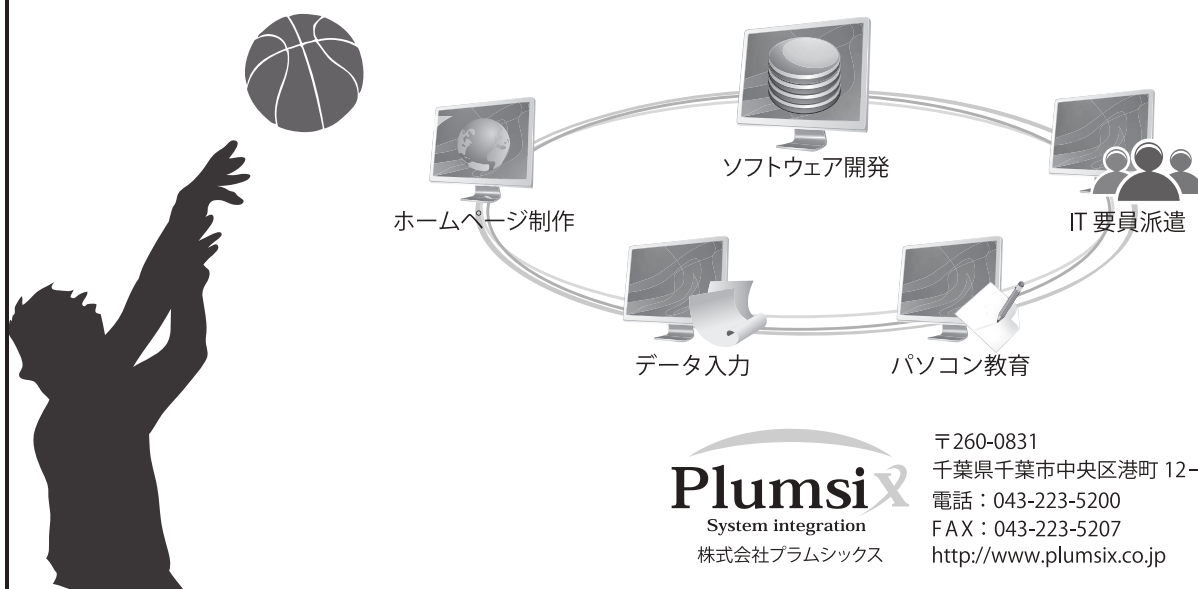 ソフトウェア開発
ホームページ制作
IT 要員派遣
データ入力
パソコン教育
Plumsix
System integration
株式会社プラムシックス
〒260-0831
千葉県千葉市中央区港町 12−
電話：043-223-5200
FAX：043-223-5207
http://www.plumsix.co.jp